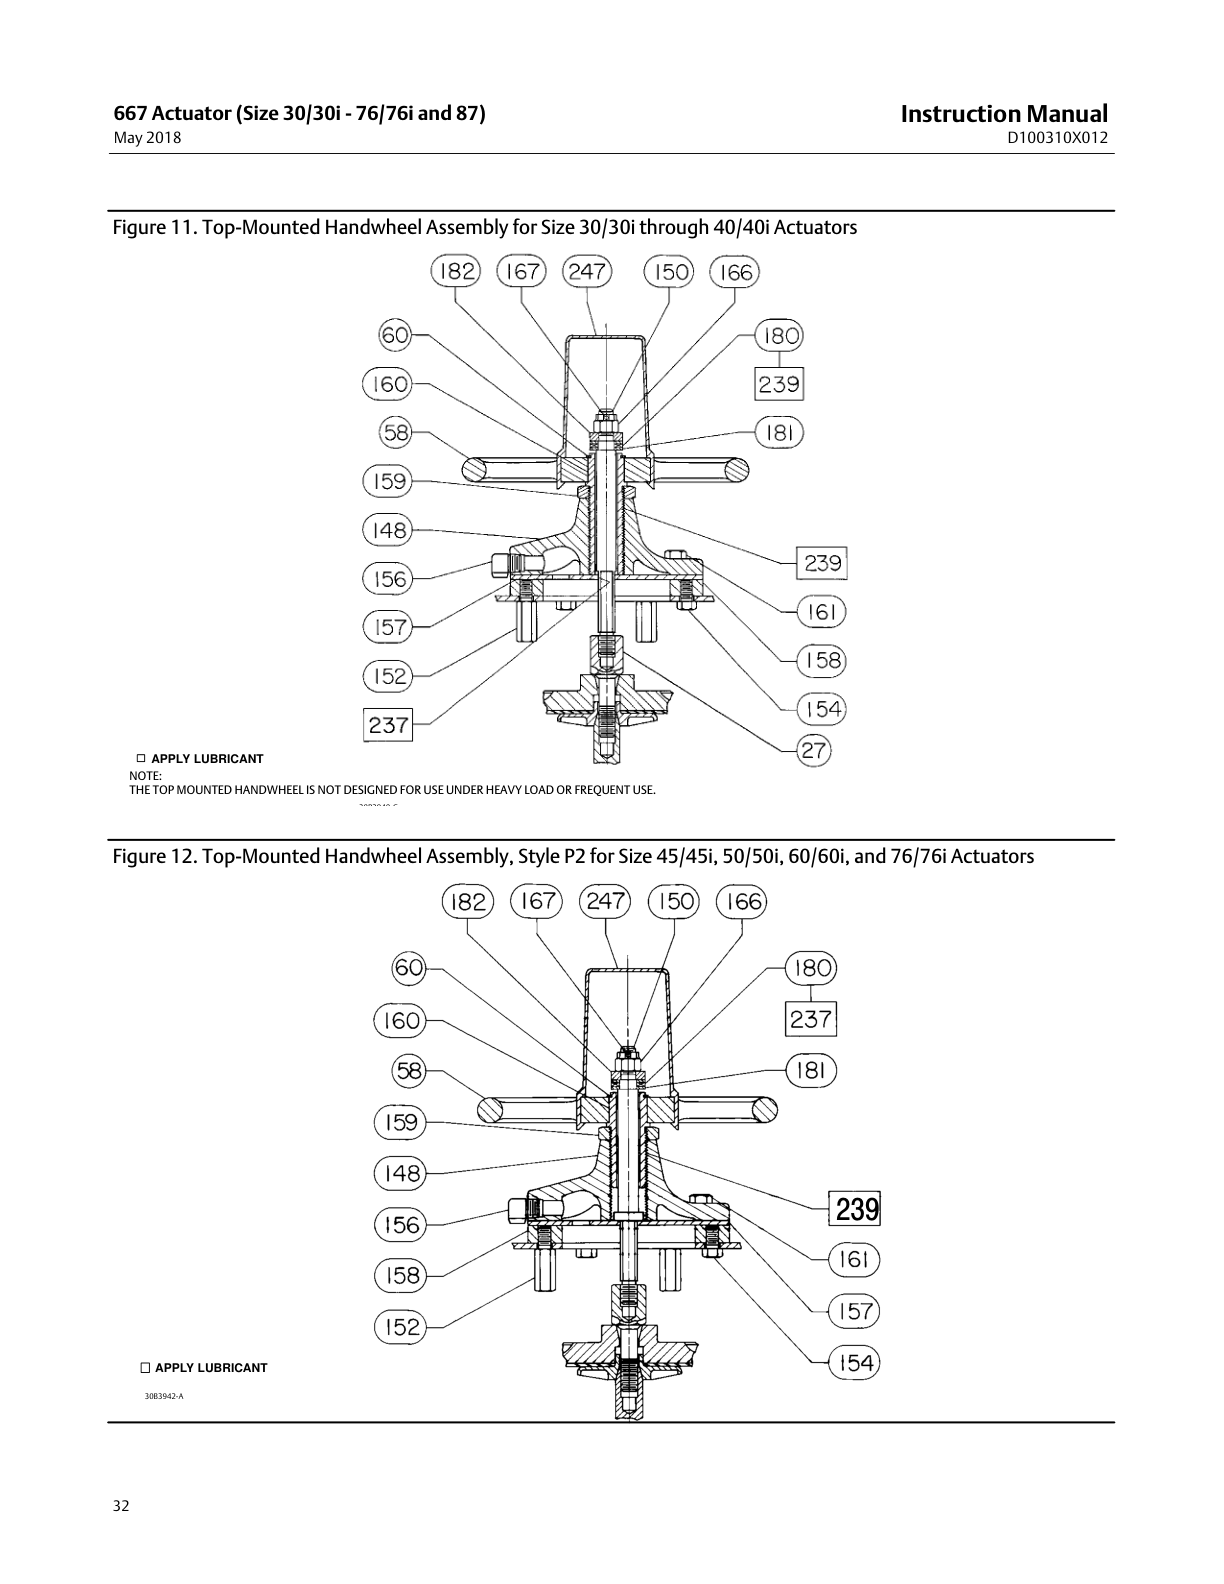 667 Actuator (Size 30/30i - 76/76i and 87)
Instruction Manual
May 2018
D100310X012
Figure 11. Top-Mounted Handwheel Assembly for Size 30/30i through 40/40i Actuators
182 167 247 150 166
60
180
239
160
58
181
159
148
239
156
161
157
158
152
154
237
27
APPLY LUBRICANT
NOTE:
THE TOP MOUNTED HANDWHEEL IS NOT DESIGNED FOR USE UNDER HEAVY LOAD OR FREQUENT USE.
Figure 12. Top-Mounted Handwheel Assembly, Style P2 for Size 45/45i, 50/50i, 60/60i, and 76/76i Actuators
182 167 247 150 166
60
180
160
237
58
181
159
148
239
156
161
158
157
152
154
APPLY LUBRICANT
30B3942-A
32